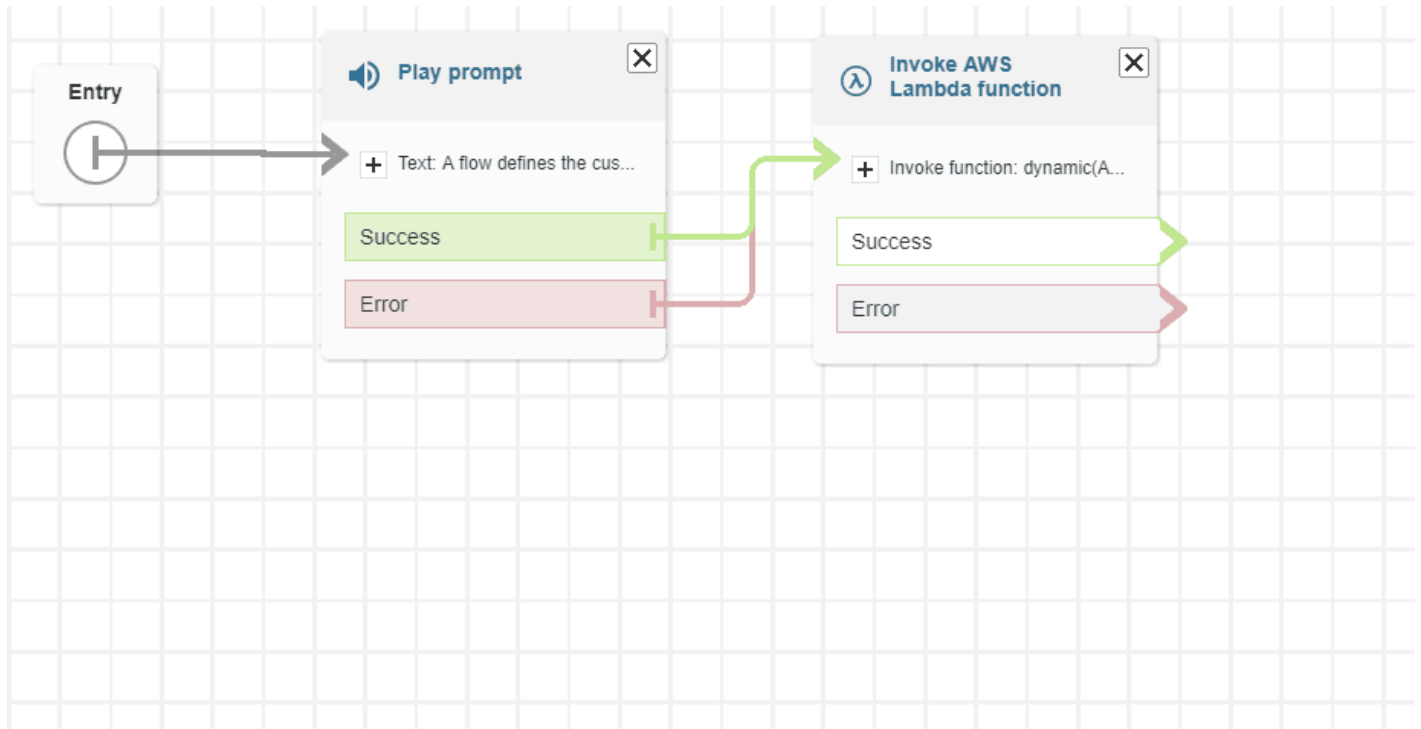 Entry
Play prompt
Text: A flow defines the cus...
Success
Error
Invoke AWS
Lambda function
Invoke function: dynamic(A...
Success
Error